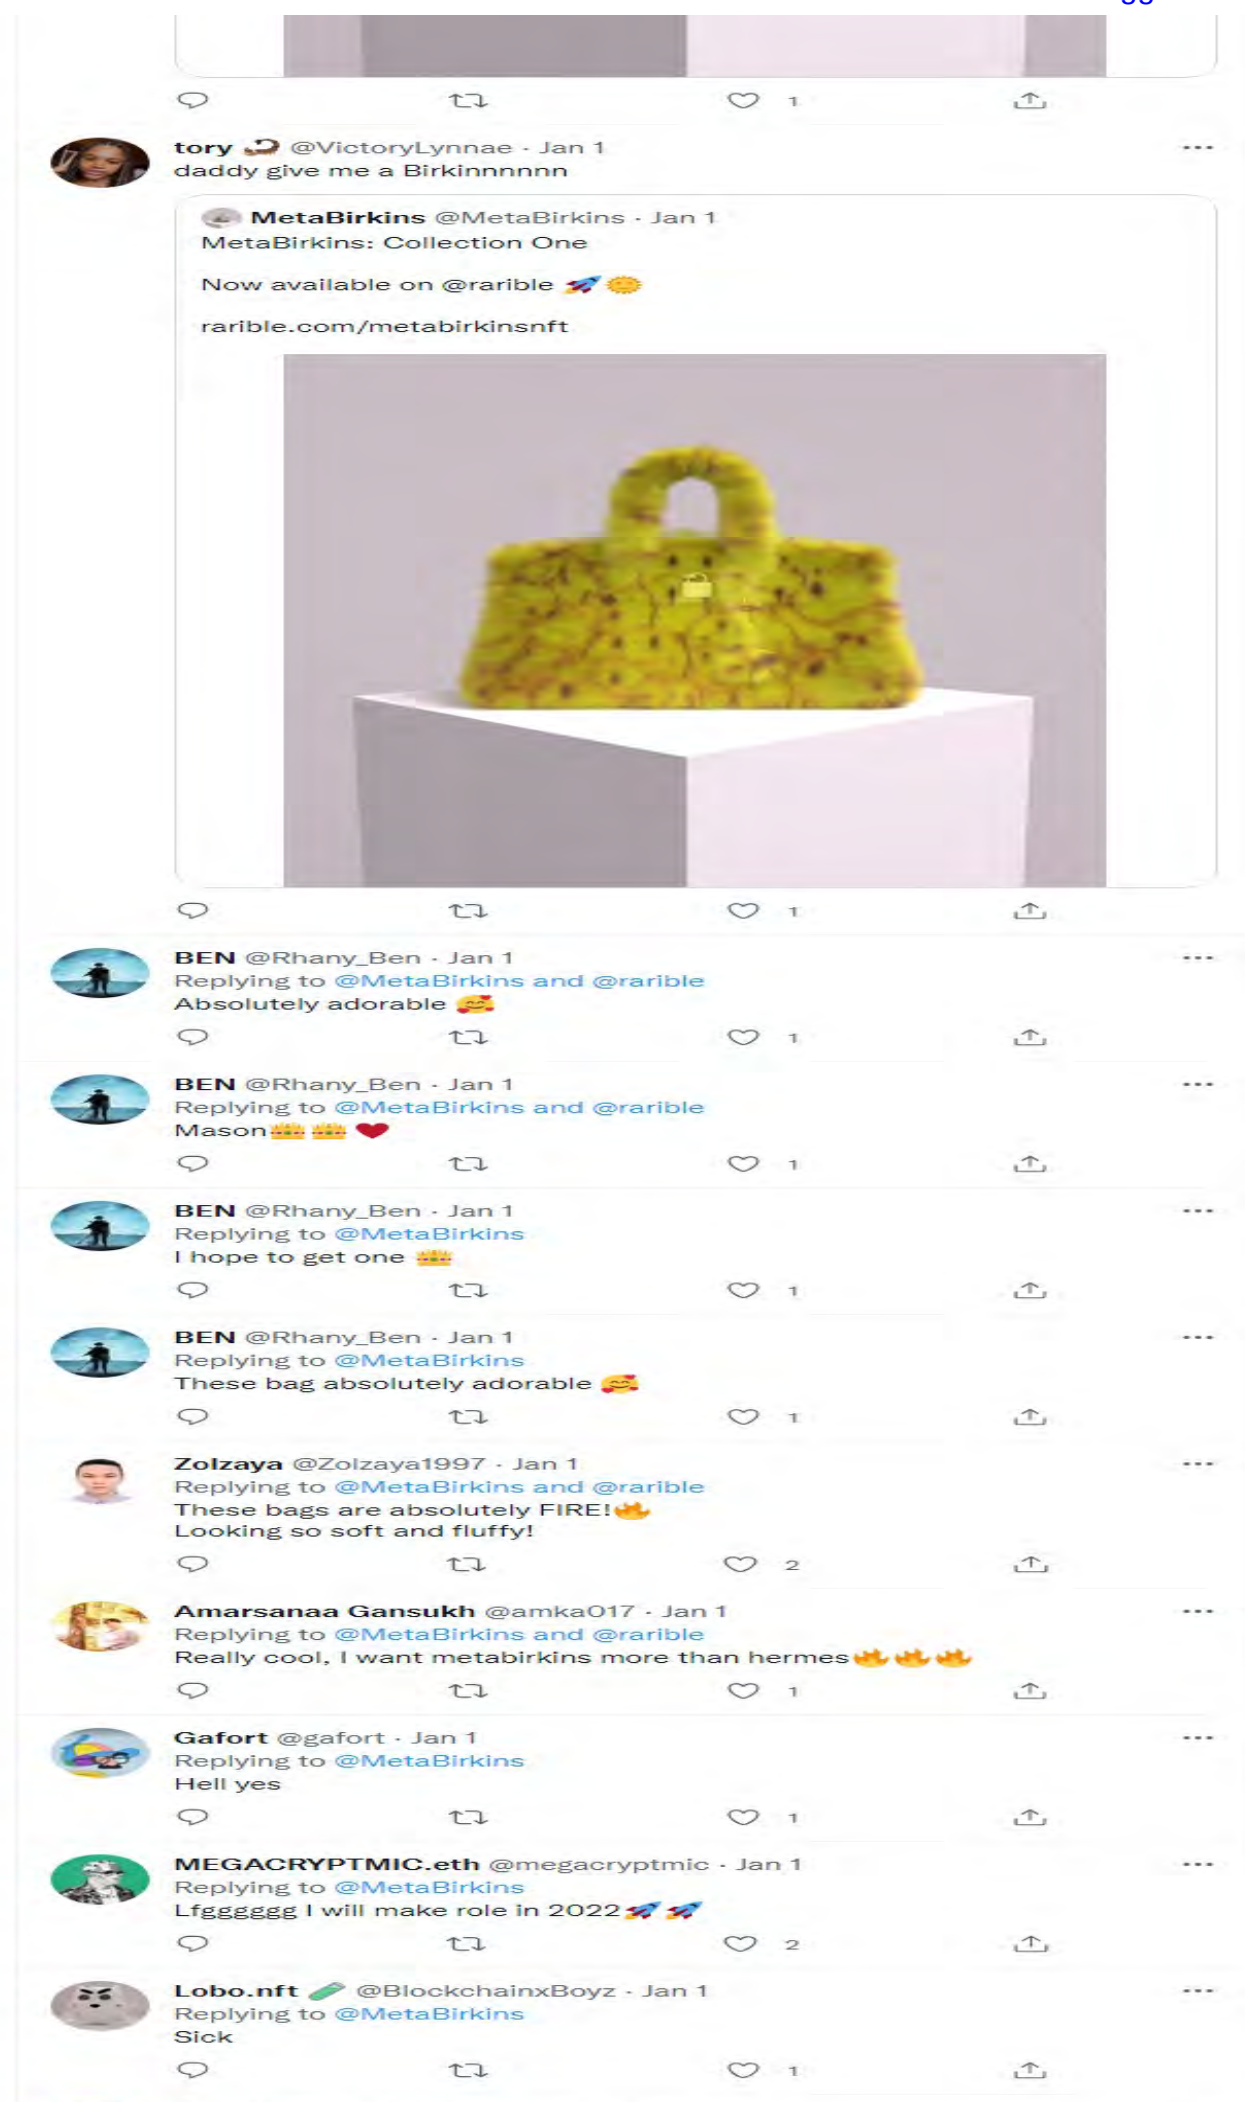 1
tory @VictoryLynnae · Jan 1
daddy give me a Birkinnnnnn
MetaBirkins @MetaBirkins · Jan 1
MetaBirkins: Collection One
Now available on @rarible 🚀🌞
rarible.com/metabirkinsnft
1
BEN @Rhany_Ben · Jan 1
Replying to @MetaBirkins and @rarible
Absolutely adorable 🥰
1
BEN @Rhany_Ben · Jan 1
Replying to @MetaBirkins and @rarible
Mason👑👑❤️
1
BEN @Rhany_Ben · Jan 1
Replying to @MetaBirkins
I hope to get one 👑
1
BEN @Rhany_Ben · Jan 1
Replying to @MetaBirkins
These bag absolutely adorable 🥰
1
Zolzaya @Zolzaya1997 · Jan 1
Replying to @MetaBirkins and @rarible
These bags are absolutely FIRE!🔥
Looking so soft and fluffy!
2
Amarsanaa Gansukh @amka017 · Jan 1
Replying to @MetaBirkins and @rarible
Really cool, I want metabirkins more than hermes🔥🔥🔥
1
Gafort @gafort · Jan 1
Replying to @MetaBirkins
Hell yes
1
MEGACRYPTMIC.eth @megacryptmic · Jan 1
Replying to @MetaBirkins
Lfgggggg I will make role in 2022🚀🚀
2
Lobo.nft @BlockchainxBoyz · Jan 1
Replying to @MetaBirkins
Sick
1